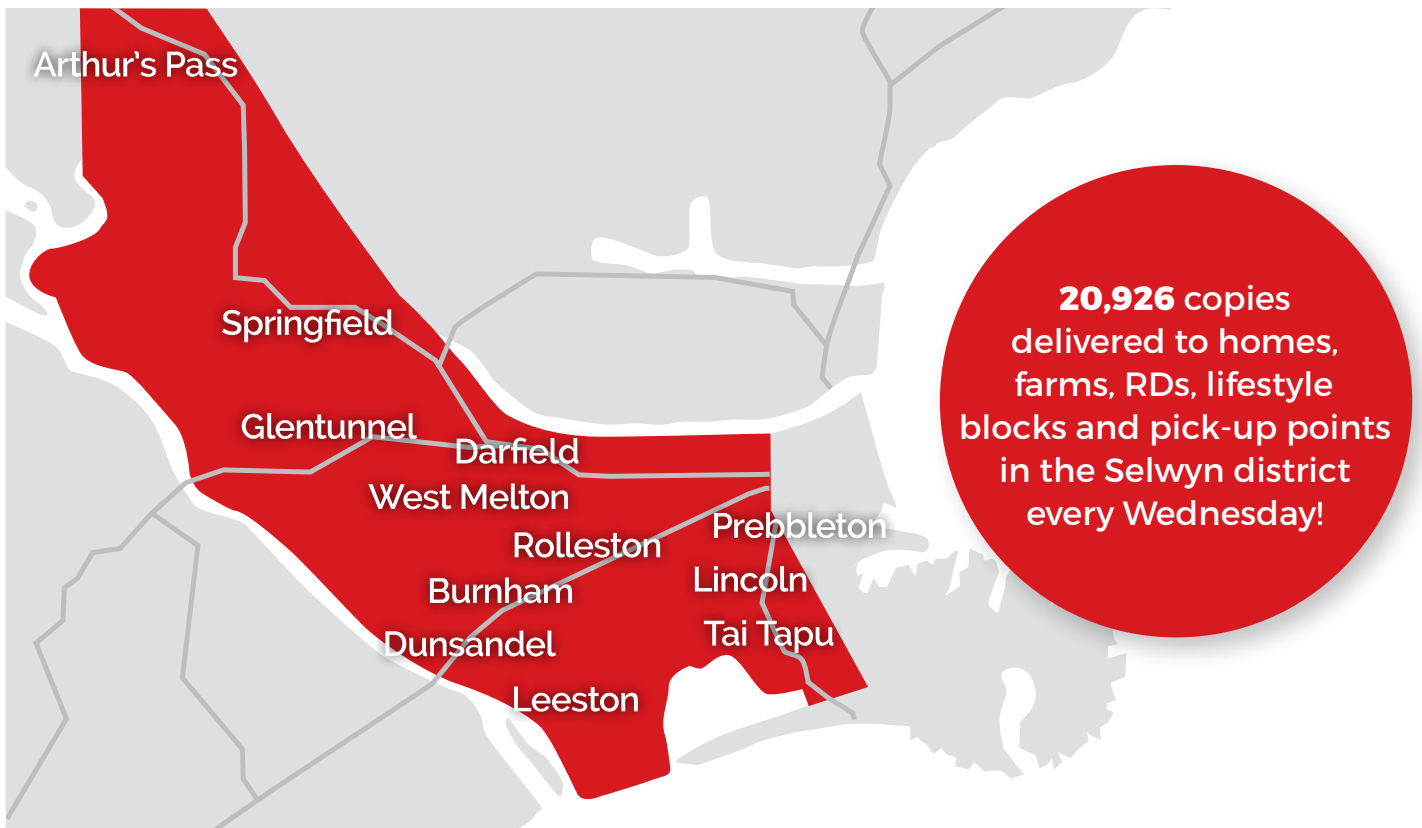 Arthur's Pass
Springfield
Glentunnel
Darfield
West Melton
Rolleston
Prebbleton
Burnham
Lincoln
Dunsandel
Tai Tapu
Leeston
20,926 copies
delivered to homes,
farms, RDs, lifestyle
blocks and pick-up points
in the Selwyn district
every Wednesday!